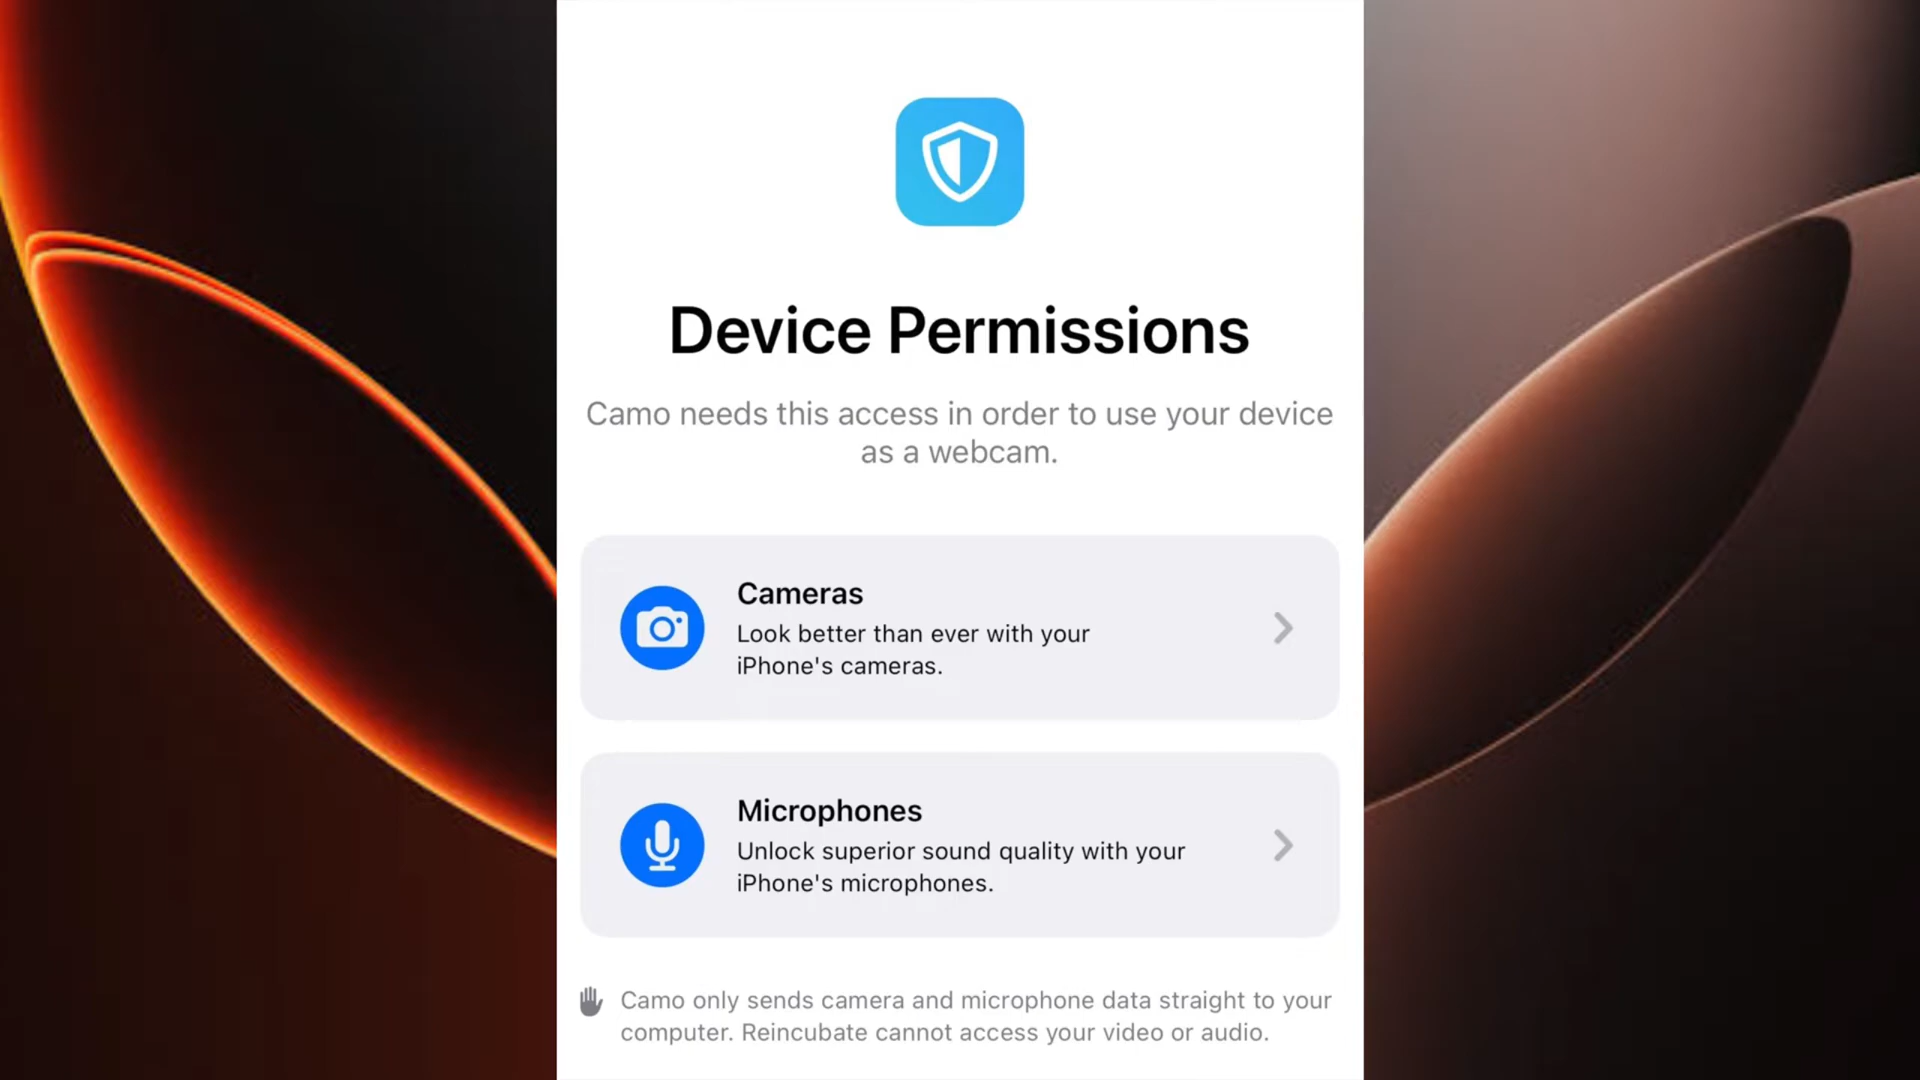 Device Permissions
Camo needs this access in order to use your device
as a webcam.
Cameras
Look better than ever with your
iPhone's cameras.
Microphones
Unlock superior sound quality with your
iPhone's microphones.
Camo only sends camera and microphone data straight to your
computer. Reincubate cannot access your video or audio.